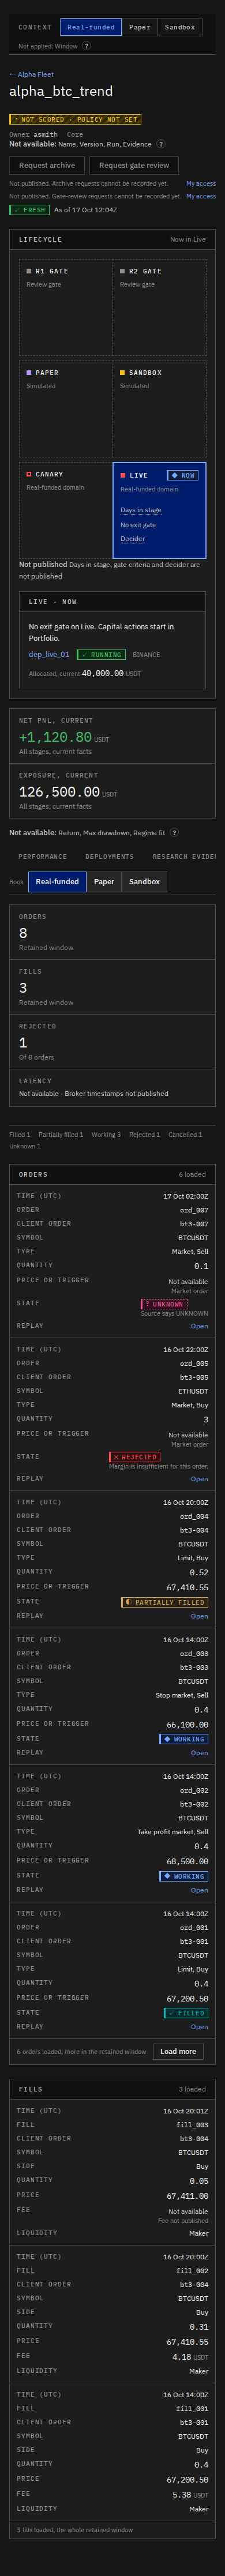 CONTEXT Real-funded Paper Sandbox
Not applied: Window ?
← Alpha Fleet
alpha_btc_trend
? NOT SCORED / POLICY NOT SET
Owner asmith Core
Not available: Name, Version, Run, Evidence ?
Request archive Request gate review
Not published. Archive requests cannot be recorded yet. My access
Not published. Gate-review requests cannot be recorded yet. My access
✓ FRESH As of 17 Oct 12:04Z
LIFECYCLE Now in Live
R1 GATE
Review gate
R2 GATE
Review gate
PAPER
Simulated
SANDBOX
Simulated
CANARY
Real-funded domain
LIVE ◆ NOW
Real-funded domain
Days in stage
No exit gate
Decider
Not published Days in stage, gate criteria and decider are
not published
LIVE · NOW
No exit gate on Live. Capital actions start in
Portfolio.
dep_live_01 ✓ RUNNING BINANCE
Allocated, current 40,000.00 USDT
NET PNL, CURRENT
+1,120.80 USDT
All stages, current facts
EXPOSURE, CURRENT
126,500.00 USDT
All stages, current facts
Not available: Return, Max drawdown, Regime fit ?
PERFORMANCE DEPLOYMENTS RESEARCH EVIDE
Book Real-funded Paper Sandbox
ORDERS
8
Retained window
FILLS
3
Retained window
REJECTED
1
Of 8 orders
LATENCY
Not available · Broker timestamps not published
Filled 1 Partially filled 1 Working 3 Rejected 1 Cancelled 1
Unknown 1
ORDERS 6 loaded
TIME (UTC) 17 Oct 02:00Z
ORDER ord_007
CLIENT ORDER bt3-007
SYMBOL BTCUSDT
TYPE Market, Sell
QUANTITY 0.1
PRICE OR TRIGGER Not available
Market order
STATE ? UNKNOWN
Source says UNKNOWN
REPLAY Open
TIME (UTC) 16 Oct 22:00Z
ORDER ord_005
CLIENT ORDER bt3-005
SYMBOL ETHUSDT
TYPE Market, Buy
QUANTITY 3
PRICE OR TRIGGER Not available
Market order
STATE ✕ REJECTED
Margin is insufficient for this order.
REPLAY Open
TIME (UTC) 16 Oct 20:00Z
ORDER ord_004
CLIENT ORDER bt3-004
SYMBOL BTCUSDT
TYPE Limit, Buy
QUANTITY 0.52
PRICE OR TRIGGER 67,410.55
STATE ◐ PARTIALLY FILLED
REPLAY Open
TIME (UTC) 16 Oct 14:00Z
ORDER ord_003
CLIENT ORDER bt3-003
SYMBOL BTCUSDT
TYPE Stop market, Sell
QUANTITY 0.4
PRICE OR TRIGGER 66,100.00
STATE ◆ WORKING
REPLAY Open
TIME (UTC) 16 Oct 14:00Z
ORDER ord_002
CLIENT ORDER bt3-002
SYMBOL BTCUSDT
TYPE Take profit market, Sell
QUANTITY 0.4
PRICE OR TRIGGER 68,500.00
STATE ◆ WORKING
REPLAY Open
TIME (UTC) 16 Oct 14:00Z
ORDER ord_001
CLIENT ORDER bt3-001
SYMBOL BTCUSDT
TYPE Limit, Buy
QUANTITY 0.4
PRICE OR TRIGGER 67,200.50
STATE ✓ FILLED
REPLAY Open
6 orders loaded, more in the retained window Load more
FILLS 3 loaded
TIME (UTC) 16 Oct 20:01Z
FILL fill_003
CLIENT ORDER bt3-004
SYMBOL BTCUSDT
SIDE Buy
QUANTITY 0.05
PRICE 67,411.00
FEE Not available
Fee not published
LIQUIDITY Maker
TIME (UTC) 16 Oct 20:00Z
FILL fill_002
CLIENT ORDER bt3-004
SYMBOL BTCUSDT
SIDE Buy
QUANTITY 0.31
PRICE 67,410.55
FEE 4.18 USDT
LIQUIDITY Maker
TIME (UTC) 16 Oct 14:00Z
FILL fill_001
CLIENT ORDER bt3-001
SYMBOL BTCUSDT
SIDE Buy
QUANTITY 0.4
PRICE 67,200.50
FEE 5.38 USDT
LIQUIDITY Maker
3 fills loaded, the whole retained window